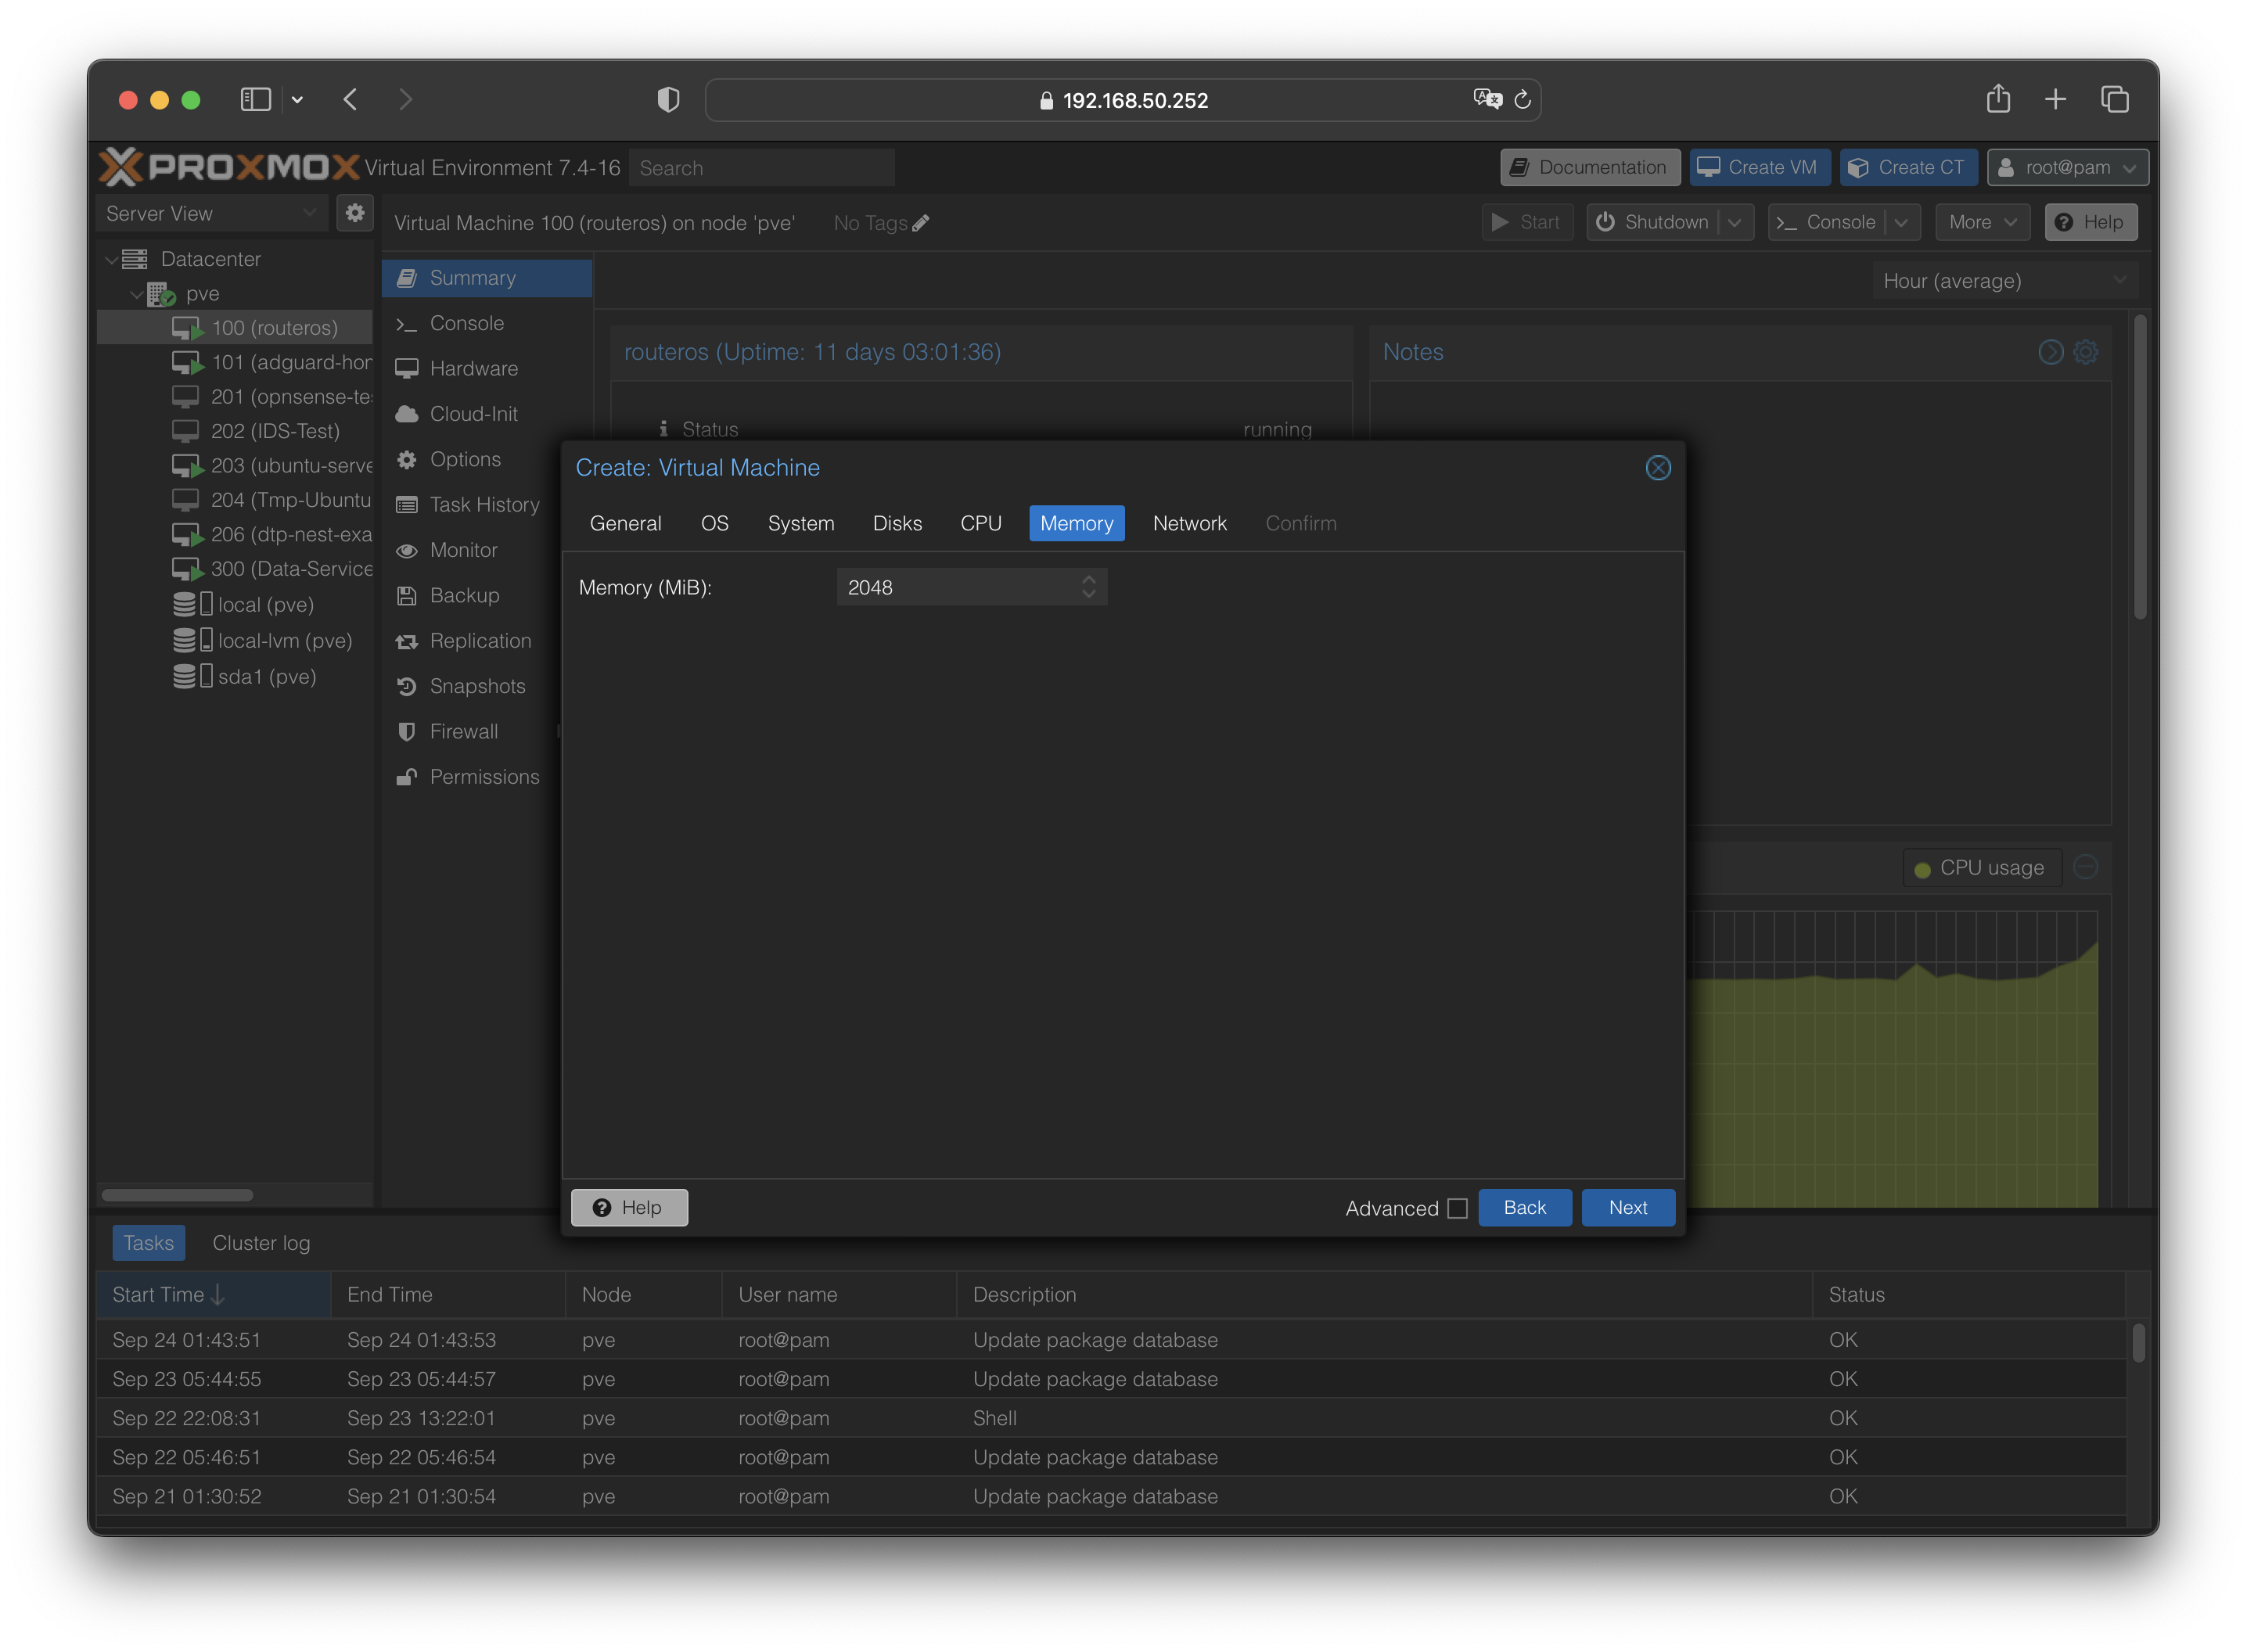 192.168.50.252
PROXMOX Virtual Environment 7.4-16 Search Documentation Create VM Create CT root@pam
Server View
Virtual Machine 100 (routeros) on node 'pve' No Tags Start Shutdown Console More Help
Datacenter
pve
100 (routeros)
101 (adguard-hor
201 (opnsense-te
202 (IDS-Test)
203 (ubuntu-serve
204 (Tmp-Ubuntu
206 (dtp-nest-exa
300 (Data-Service
local (pve)
local-lvm (pve)
sda1 (pve)
Summary
Console
Hardware
Cloud-Init
Options
Task History
Monitor
Backup
Replication
Snapshots
Firewall
Permissions
Hour (average)
routeros (Uptime: 11 days 03:01:36)
Notes
Status running
Create: Virtual Machine
General OS System Disks CPU Memory Network Confirm
Memory (MiB): 2048
Help Advanced Back Next
CPU usage
Tasks Cluster log
Start Time End Time Node User name Description Status
Sep 24 01:43:51 Sep 24 01:43:53 pve root@pam Update package database OK
Sep 23 05:44:55 Sep 23 05:44:57 pve root@pam Update package database OK
Sep 22 22:08:31 Sep 23 13:22:01 pve root@pam Shell OK
Sep 22 05:46:51 Sep 22 05:46:54 pve root@pam Update package database OK
Sep 21 01:30:52 Sep 21 01:30:54 pve root@pam Update package database OK